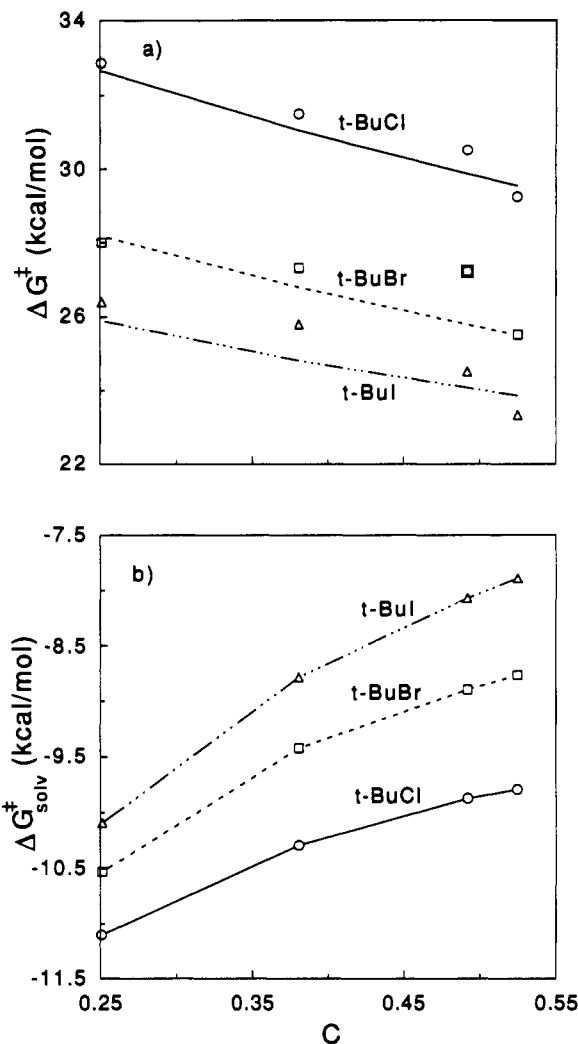 34
a)
t-BuCl
30
ΔG‡ (kcal/mol)
t-BuBr
26
t-BuI
22
-7.5
b)
t-BuI
-8.5
t-BuBr
ΔG‡solv (kcal/mol)
-9.5
t-BuCl
-10.5
-11.5
0.25 0.35 0.45 0.55
C